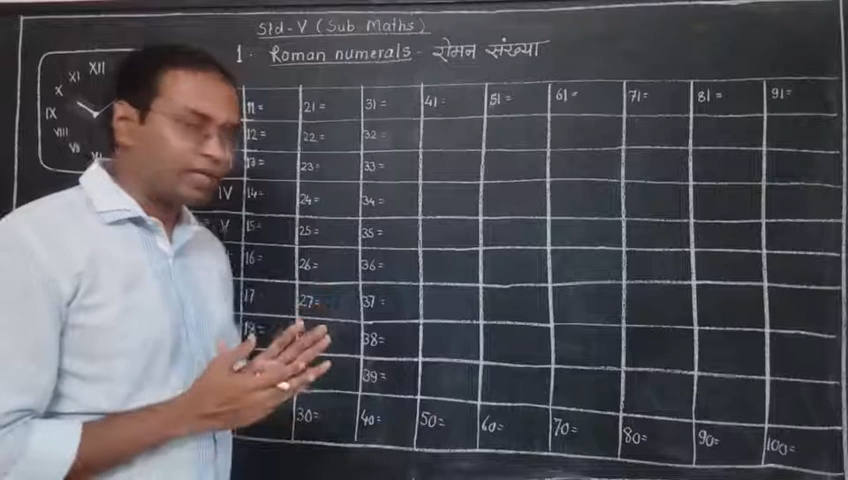 Std-V (Sub Maths)
1. Roman numerals - रोमन संख्या
XII
XI
X
IX
VIII
VII
11= 21= 31= 41= 51= 61= 71= 81= 91=
12= 22= 32=
13= 23= 33=
IV 14= 24= 34=
V 15= 25= 35=
16= 26= 36=
17 27= 37=
18= 38=
39=
30= 40= 50= 60= 70= 80= 90= 100=